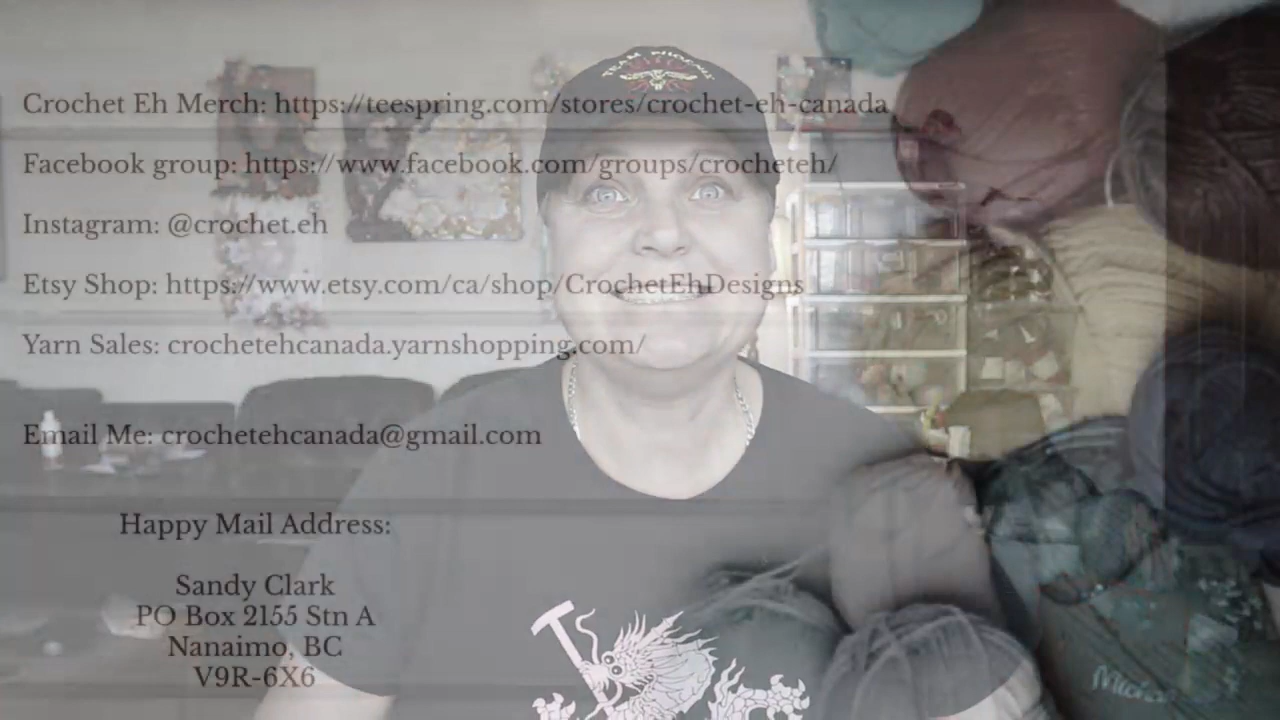 TEAM PHOENIX
Crochet Eh Merch: https://teespring.com/stores/crochet-eh-canada
Facebook group: https://www.facebook.com/groups/crocheteh/
Instagram: @crochet.eh
Etsy Shop: https://www.etsy.com/ca/shop/CrochetEhDesigns
Yarn Sales: crochetehcanada.yarnshopping.com/
Email Me: crochetehcanada@gmail.com
Happy Mail Address:
Sandy Clark
PO Box 2155 Stn A
Nanaimo, BC
V9R-6X6